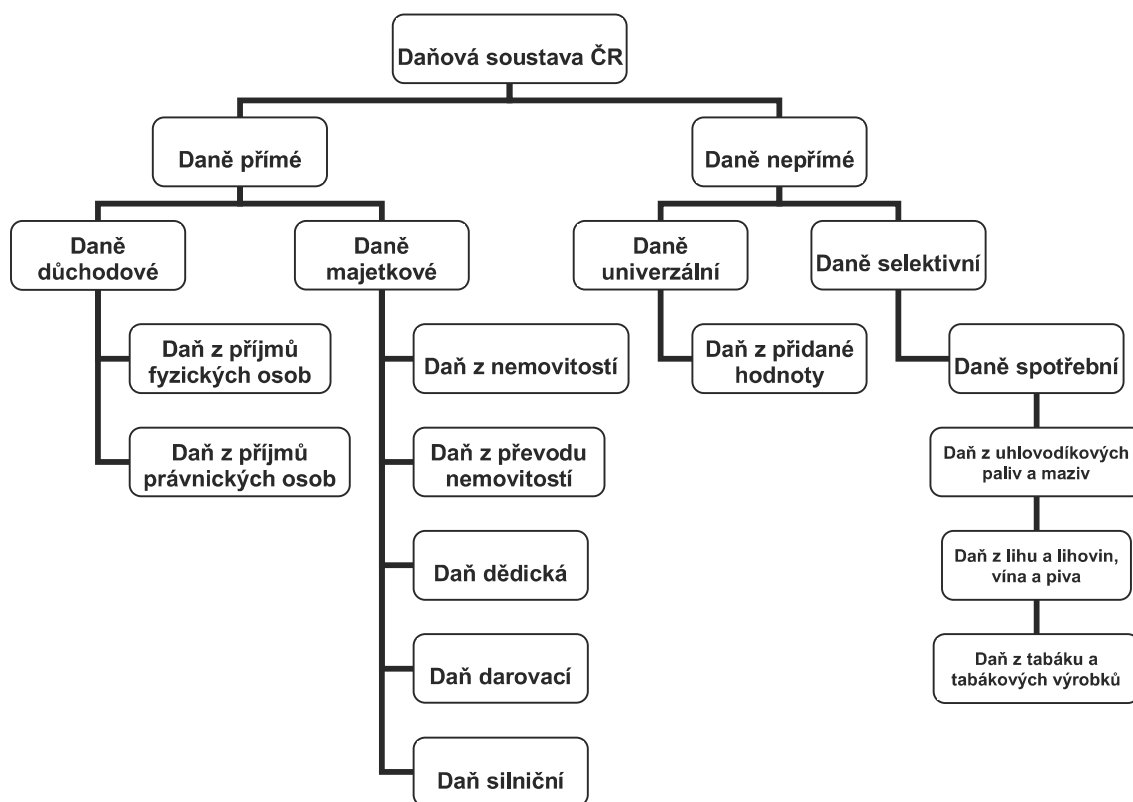 Daňová soustava ČR
Daně přímé
Daně nepřímé
Daně
důchodové
Daně
majetkové
Daně
univerzální
Daně selektivní
Daň z příjmů
fyzických osob
Daň z příjmů
právnických osob
Daň z nemovitostí
Daň z převodu
nemovitostí
Daň dědická
Daň darovací
Daň silniční
Daň z přidané
hodnoty
Daně spotřební
Daň z uhlovodíkových
paliv a maziv
Daň z lihu a lihovin,
vína a piva
Daň z tabáku a
tabákových výrobků